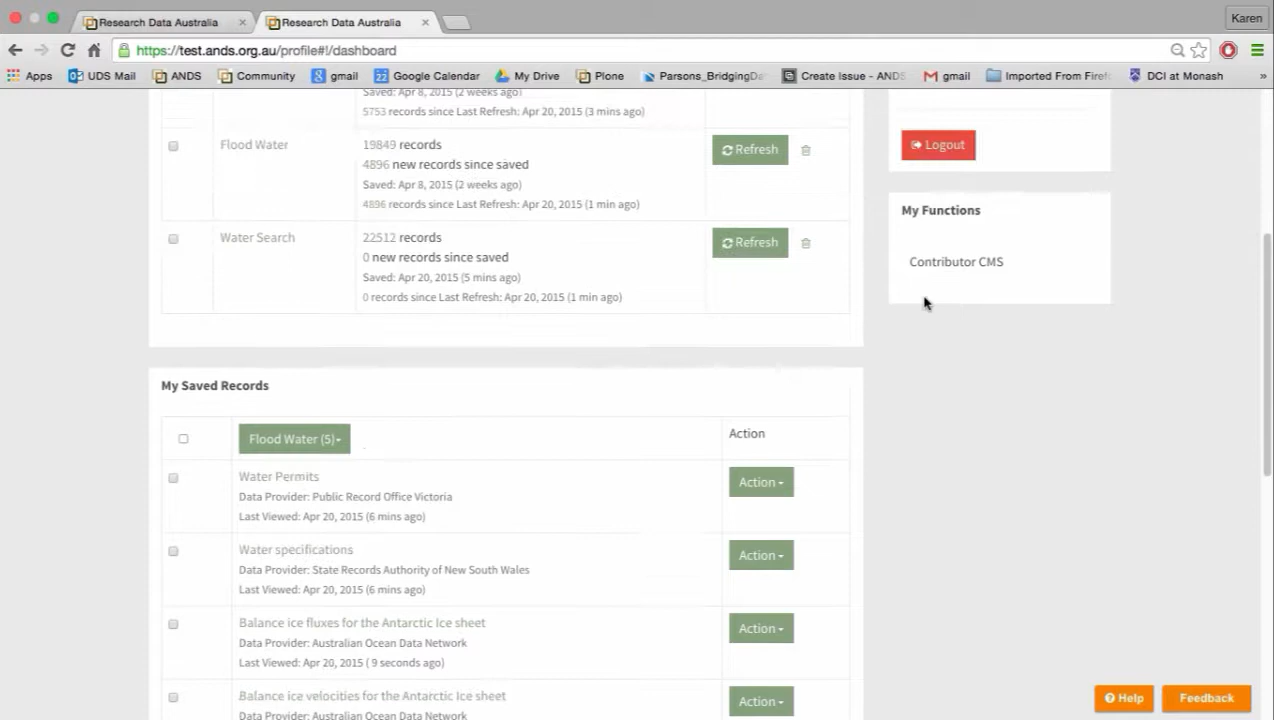 Research Data Australia
Research Data Australia
Karen
https://test.ands.org.au/profile#!/dashboard
Apps
UDS Mail
ANDS
Community
gmail
Google Calendar
My Drive
Plone
Parsons_BridgingDa
Create Issue - ANDS
gmail
Imported From Firef
DCI at Monash
»
Saved: Apr 8, 2015 (2 weeks ago)
5753 records since Last Refresh: Apr 20, 2015 (3 mins ago)
Flood Water
19849 records
4896 new records since saved
Saved: Apr 8, 2015 (2 weeks ago)
4896 records since Last Refresh: Apr 20, 2015 (1 min ago)
Refresh
Water Search
22512 records
0 new records since saved
Saved: Apr 20, 2015 (5 mins ago)
0 records since Last Refresh: Apr 20, 2015 (1 min ago)
Refresh
Logout
My Functions
Contributor CMS
My Saved Records
Flood Water (5)
Action
Water Permits
Data Provider: Public Record Office Victoria
Last Viewed: Apr 20, 2015 (6 mins ago)
Action
Water specifications
Data Provider: State Records Authority of New South Wales
Last Viewed: Apr 20, 2015 (6 mins ago)
Action
Balance ice fluxes for the Antarctic Ice sheet
Data Provider: Australian Ocean Data Network
Last Viewed: Apr 20, 2015 ( 9 seconds ago)
Action
Balance ice velocities for the Antarctic Ice sheet
Data Provider: Australian Ocean Data Network
Action
Help
Feedback